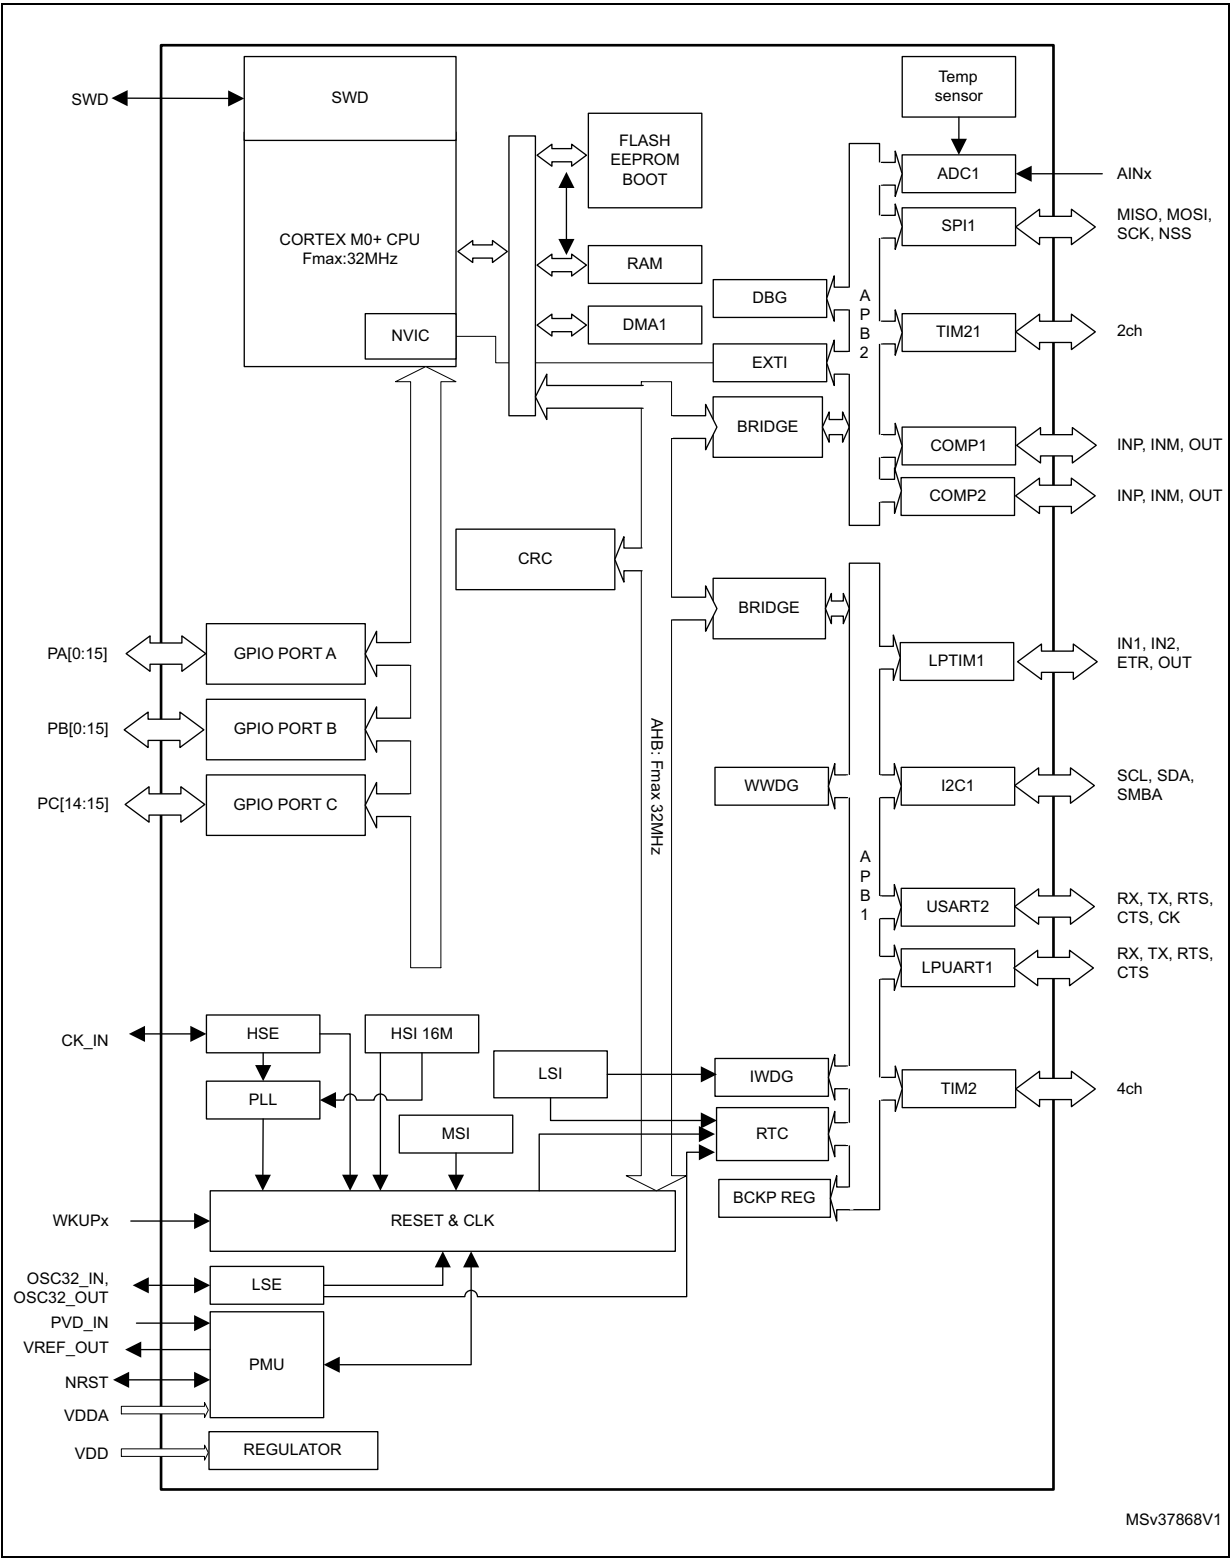 Temp
sensor
SWD
SWD
FLASH
EEPROM
BOOT
ADC1
AINx
SPI1
MISO, MOSI,
SCK, NSS
CORTEX M0+ CPU
Fmax:32MHz
RAM
DBG
APB2
NVIC
DMA1
TIM21
2ch
EXTI
BRIDGE
COMP1
INP, INM, OUT
COMP2
INP, INM, OUT
CRC
BRIDGE
PA[0:15]
GPIO PORT A
LPTIM1
IN1, IN2,
ETR, OUT
PB[0:15]
GPIO PORT B
AHB: Fmax 32MHz
PC[14:15]
GPIO PORT C
WWDG
I2C1
SCL, SDA,
SMBA
APB1
USART2
RX, TX, RTS,
CTS, CK
LPUART1
RX, TX, RTS,
CTS
CK_IN
HSE
HSI 16M
LSI
IWDG
TIM2
4ch
PLL
MSI
RTC
BCKP REG
WKUPx
RESET & CLK
OSC32_IN,
OSC32_OUT
LSE
PVD_IN
VREF_OUT
PMU
NRST
VDDA
VDD
REGULATOR
MSv37868V1